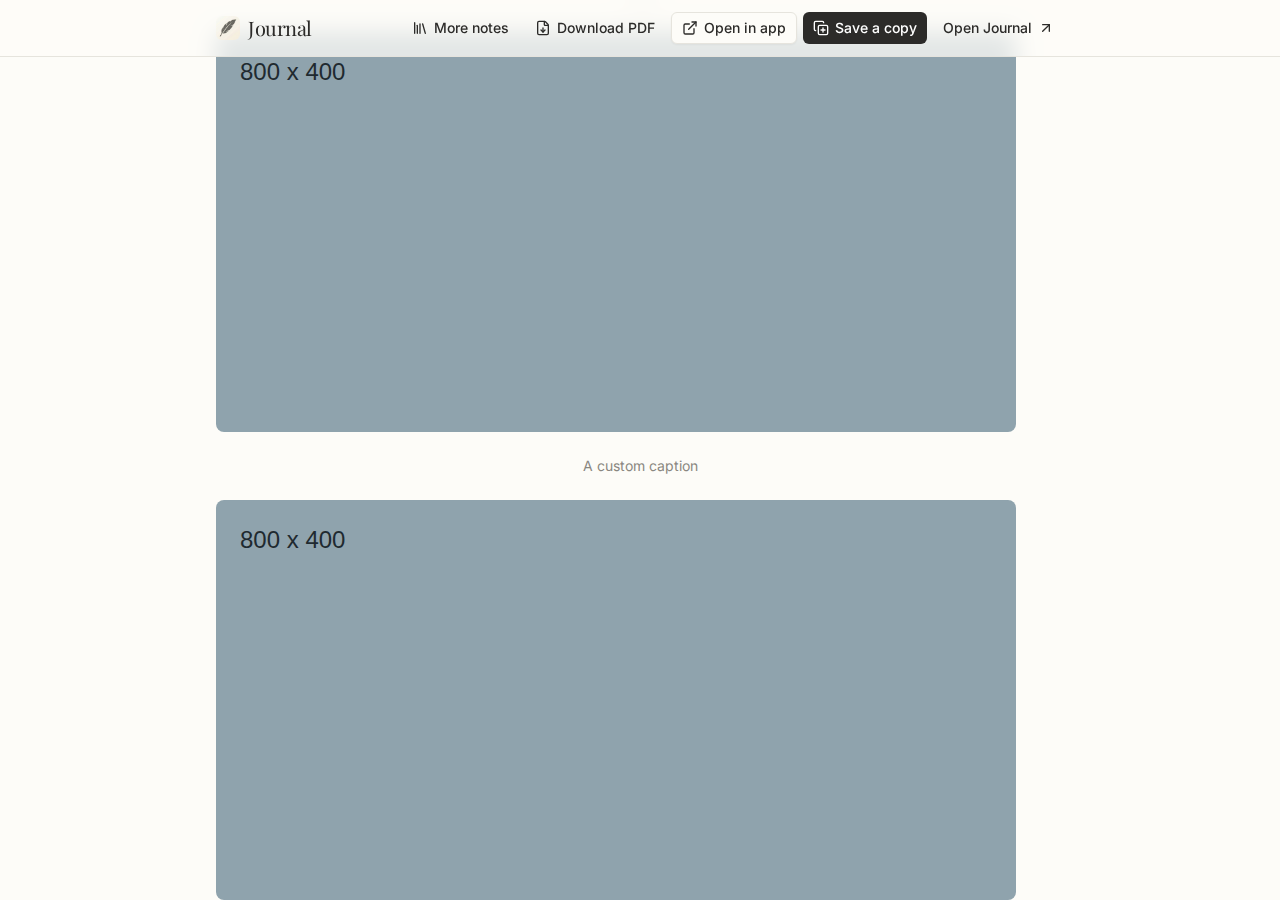 Journal
More notes
Download PDF
Open in app
Save a copy
Open Journal
800 x 400
A custom caption
800 x 400